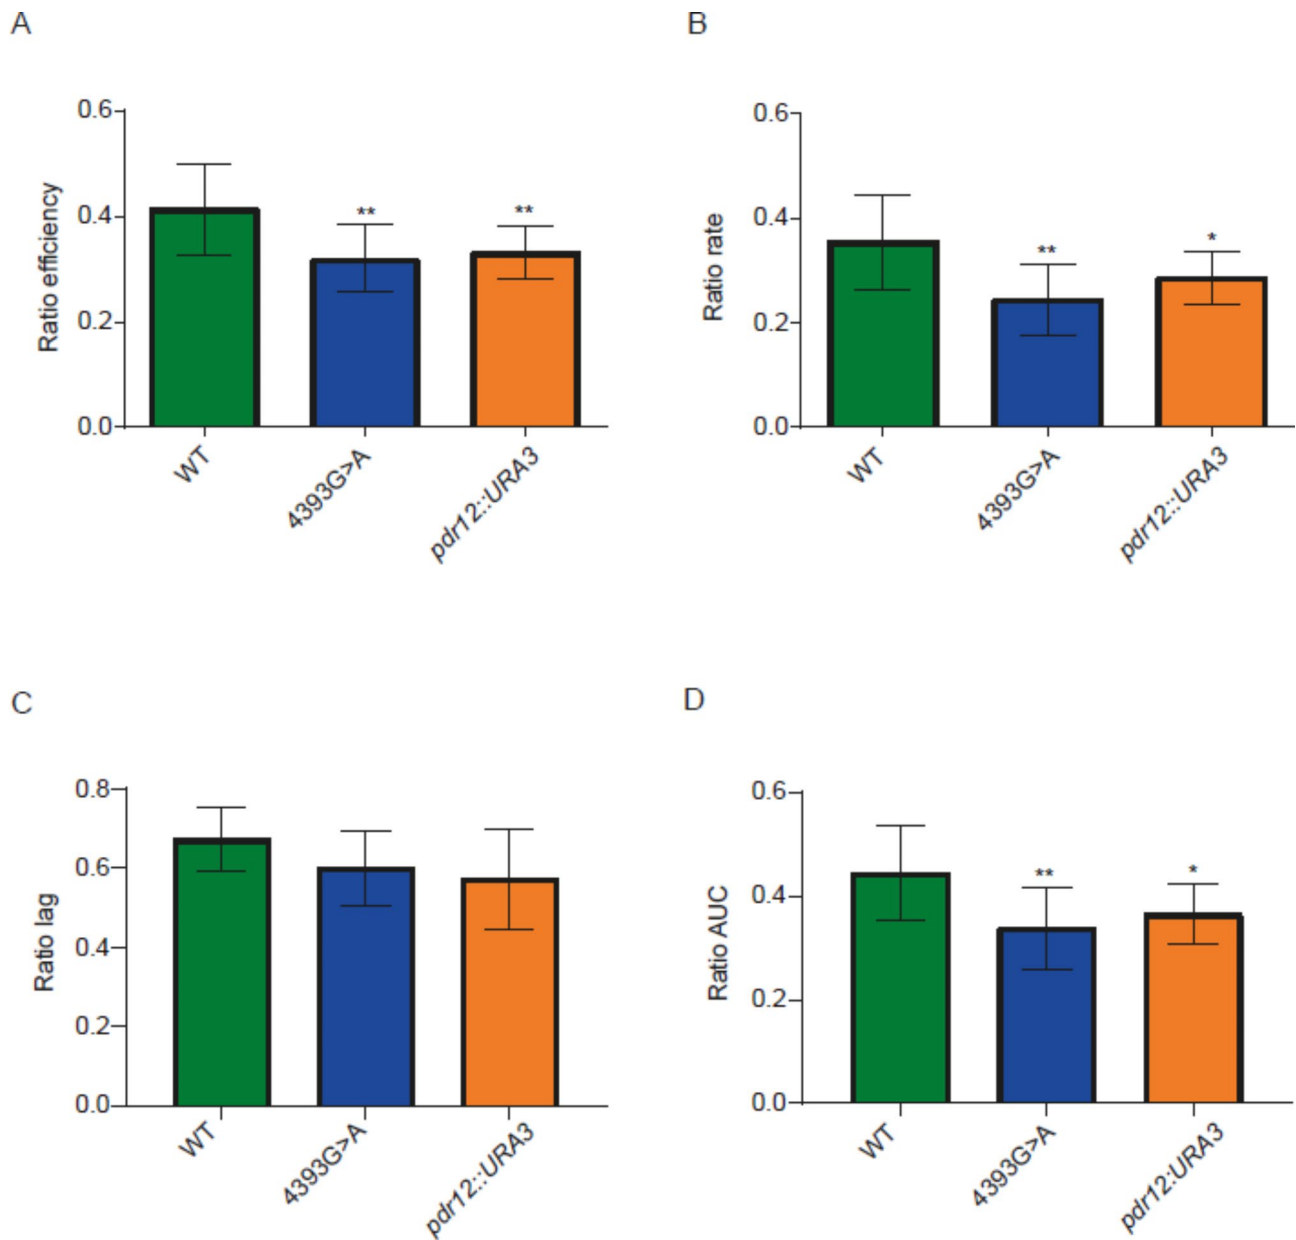 A
Ratio efficiency
0.6
0.4
0.2
0.0
**
**
WT
4393G>A
pdr12::URA3
B
Ratio rate
0.6
0.4
0.2
0.0
**
*
WT
4393G>A
pdr12::URA3
C
Ratio lag
0.8
0.6
0.4
0.2
0.0
WT
4393G>A
pdr12::URA3
D
Ratio AUC
0.6
0.4
0.2
0.0
**
*
WT
4393G>A
pdr12:URA3